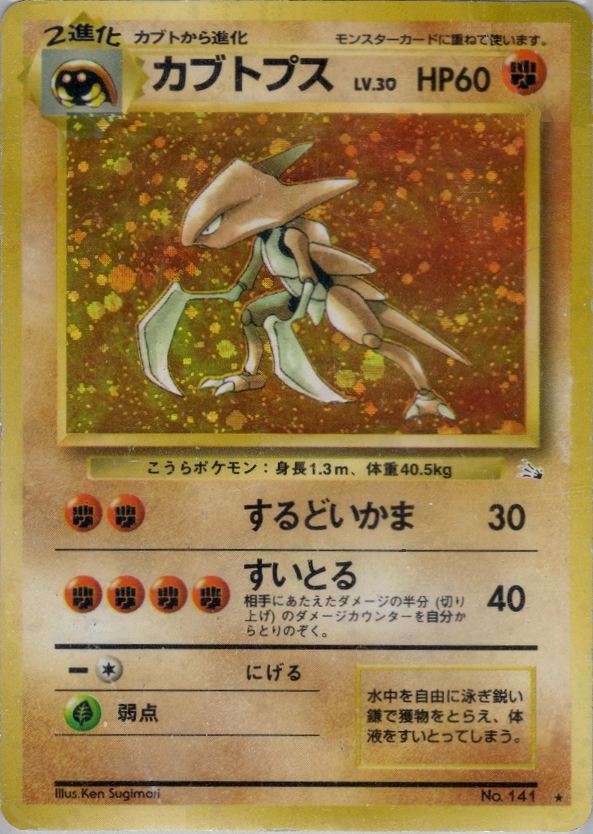 2進化 カブトから進化 モンスターカードに重ねて使います。
カブトプス LV.30 HP60
こうらポケモン：身長1.3m、体重40.5kg
するどいかま 30
すいとる 40
相手にあたえたダメージの半分 (切り
上げ) のダメージカウンターを自分か
らとりのぞく。
− にげる
弱点
水中を自由に泳ぎ鋭い
鎌で獲物をとらえ、体
液をすいとってしまう。
Illus.Ken Sugimori No. 141 ★